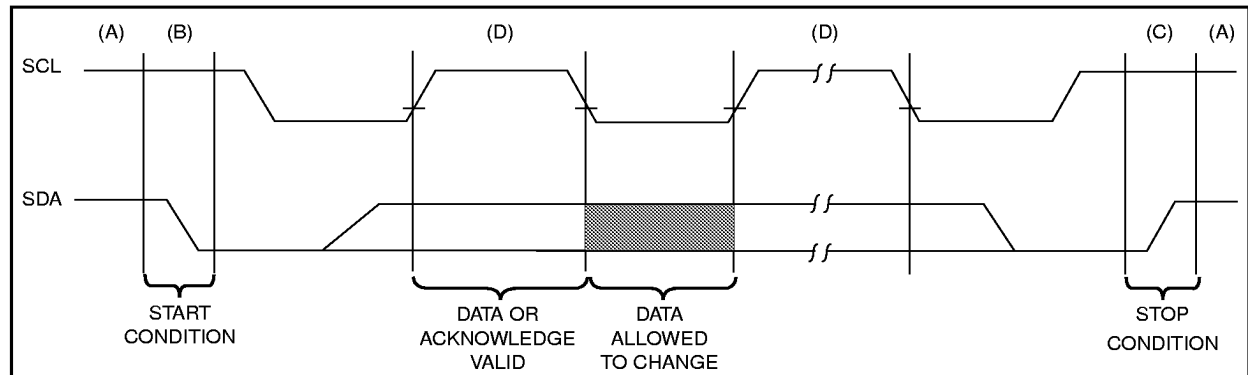 (A) (B) (D) (D) (C) (A)
SCL
SDA
START
CONDITION
DATA OR
ACKNOWLEDGE
VALID
DATA
ALLOWED
TO CHANGE
STOP
CONDITION